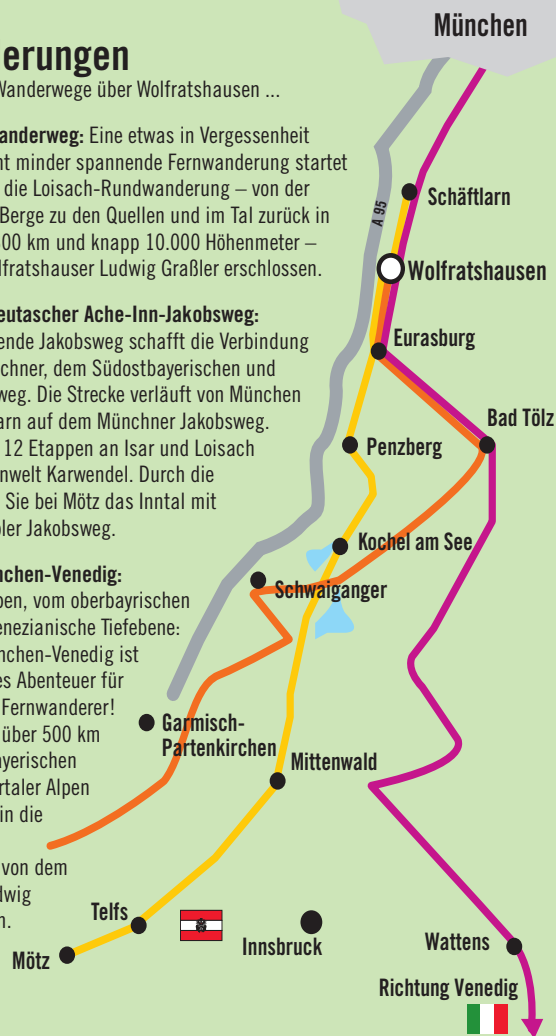 erungen
Wanderwege über Wolfratshausen ...
anderweg: Eine etwas in Vergessenheit
nt minder spannende Fernwanderung startet
die Loisach-Rundwanderung – von der
Berge zu den Quellen und im Tal zurück in
00 km und knapp 10.000 Höhenmeter –
lfratshauser Ludwig Graßler erschlossen.
eutascher Ache-Inn-Jakobsweg:
ende Jakobsweg schafft die Verbindung
chner, dem Südostbayerischen und
weg. Die Strecke verläuft von München
arn auf dem Münchner Jakobsweg.
12 Etappen an Isar und Loisach
nwelt Karwendel. Durch die
Sie bei Mötz das Inntal mit
oler Jakobsweg.
nchen-Venedig:
pen, vom oberbayrischen
enezianische Tiefebene:
nchen-Venedig ist
es Abenteuer für
Fernwanderer!
über 500 km
ayerischen
rtaler Alpen
in die
von dem
dwig
n.
München
A 95
Schäftlarn
Wolfratshausen
Eurasburg
Bad Tölz
Penzberg
Kochel am See
Schwaiganger
Garmisch-
Partenkirchen
Mittenwald
Telfs
Mötz
Innsbruck
Wattens
Richtung Venedig